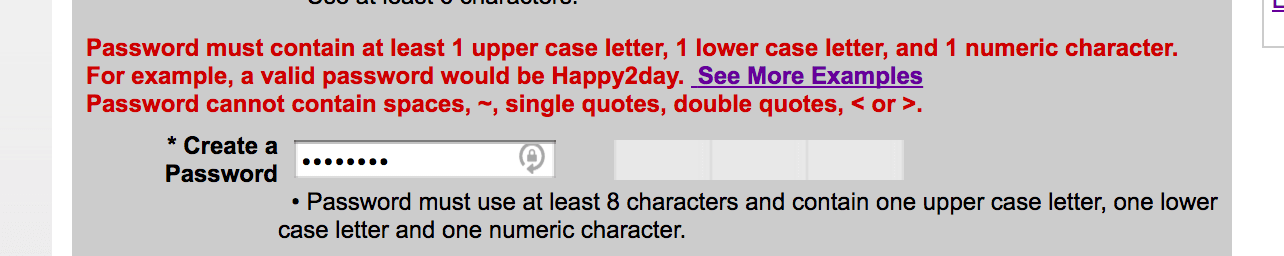 Password must contain at least 1 upper case letter, 1 lower case letter, and 1 numeric character.
For example, a valid password would be Happy2day. See More Examples
Password cannot contain spaces, ~, single quotes, double quotes, < or >.
* Create a
Password
••••••••
• Password must use at least 8 characters and contain one upper case letter, one lower
case letter and one numeric character.